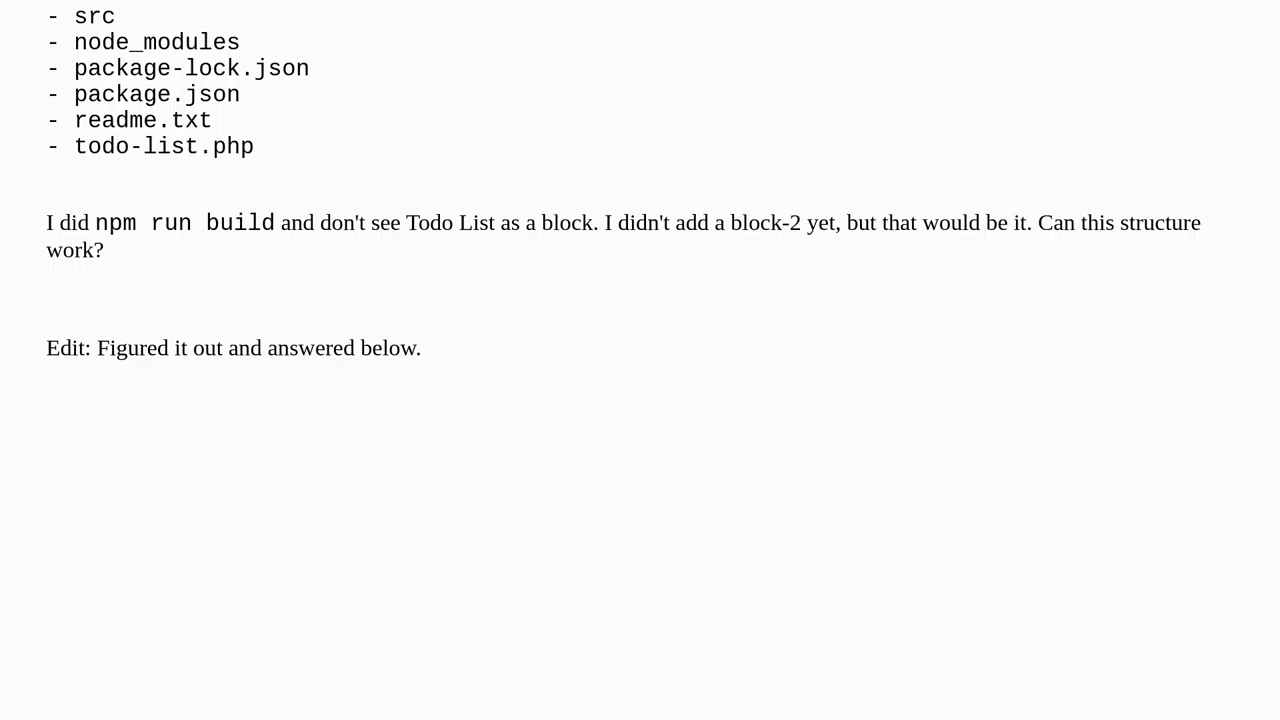 - src
- node_modules
- package-lock.json
- package.json
- readme.txt
- todo-list.php
I did npm run build and don't see Todo List as a block. I didn't add a block-2 yet, but that would be it. Can this structure
work?
Edit: Figured it out and answered below.